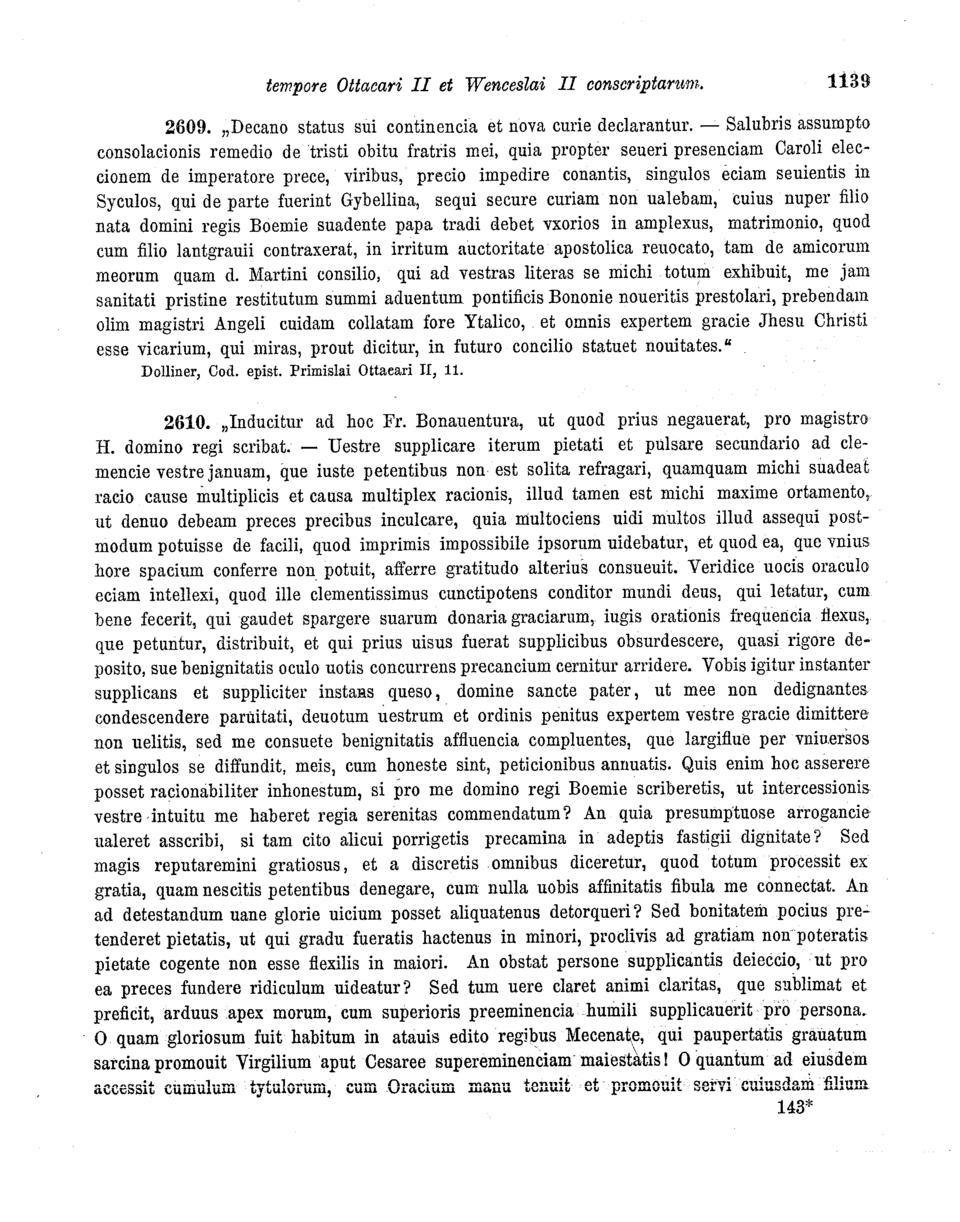 tempore Ottacari II et Wenceslai II conscriptarum. 1139
2609. „Decano status sui continencia et nova curie declarantur. — Salubris assumpto
consolacionis remedio de tristi obitu fratris mei, quia propter seueri presenciam Caroli elec-
cionem de imperatore prece, viribus, precio impedire conantis, singulos eciam seuientis in
Syculos, qui de parte fuerint Gybellina, sequi secure curiam non ualebam, cuius nuper filio
nata domini regis Boemie suadente papa tradi debet vxorios in amplexus, matrimonio, quod
cum filio lantgrauii contraxerat, in irritum auctoritate apostolica reuocato, tam de amicorum
meorum quam d. Martini consilio, qui ad vestras literas se michi totum exhibuit, me jam
sanitati pristine restitutum summi aduentum pontificis Bononie noueritis prestolari, prebendam
olim magistri Angeli cuidam collatam fore Ytalico, et omnis expertem gracie Jhesu Christi
esse vicarium, qui miras, prout dicitur, in futuro concilio statuet nouitates.“
Dolliner, Cod. epist. Primislai Ottacari II, 11.
2610. „Inducitur ad hoc Fr. Bonauentura, ut quod prius negauerat, pro magistro
H. domino regi scribat. — Uestre supplicare iterum pietati et pulsare secundario ad cle-
mencie vestre januam, que iuste petentibus non est solita refragari, quamquam michi suadeat
racio cause multiplicis et causa multiplex racionis, illud tamen est michi maxime ortamento,
ut denuo debeam preces precibus inculcare, quia multociens uidi multos illud assequi post-
modum potuisse de facili, quod imprimis impossibile ipsorum uidebatur, et quod ea, que vnius
hore spacium conferre non potuit, afferre gratitudo alterius consueuit. Veridice uocis oraculo
eciam intellexi, quod ille clementissimus cunctipotens conditor mundi deus, qui letatur, cum
bene fecerit, qui gaudet spargere suarum donaria graciarum, iugis orationis frequencia flexus,
que petuntur, distribuit, et qui prius uisus fuerat supplicibus obsurdescere, quasi rigore de-
posito, sue benignitatis oculo uotis concurrens precancium cernitur arridere. Vobis igitur instanter
supplicans et suppliciter instans queso, domine sancte pater, ut mee non dedignantes
condescendere paruitati, deuotum uestrum et ordinis penitus expertem vestre gracie dimittere
non uelitis, sed me consuete benignitatis affluencia compluentes, que largiflue per vniuersos
et singulos se diffundit, meis, cum honeste sint, peticionibus annuatis. Quis enim hoc asserere
posset racionabiliter inhonestum, si pro me domino regi Boemie scriberetis, ut intercessionis
vestre intuitu me haberet regia serenitas commendatum? An quia presumptuose arrogancie
ualeret asscribi, si tam cito alicui porrigetis precamina in adeptis fastigii dignitate? Sed
magis reputaremini gratiosus, et a discretis omnibus diceretur, quod totum processit ex
gratia, quam nescitis petentibus denegare, cum nulla uobis affinitatis fibula me connectat. An
ad detestandum uane glorie uicium posset aliquatenus detorqueri? Sed bonitatem pocius pre-
tenderet pietatis, ut qui gradu fueratis hactenus in minori, proclivis ad gratiam non poteratis
pietate cogente non esse flexilis in maiori. An obstat persone supplicantis deieccio, ut pro
ea preces fundere ridiculum uideatur? Sed tum uere claret animi claritas, que sublimat et
preficit, arduus apex morum, cum superioris preeminencia humili supplicauerit pro persona.
O quam gloriosum fuit habitum in atauis edito regibus Mecenate, qui paupertatis grauatum
sarcina promouit Virgilium aput Cesaree supereminenciam maiestatis! O quantum ad eiusdem
accessit cumulum tytulorum, cum Oracium manu tenuit et promouit servi cuiusdam filium
143*